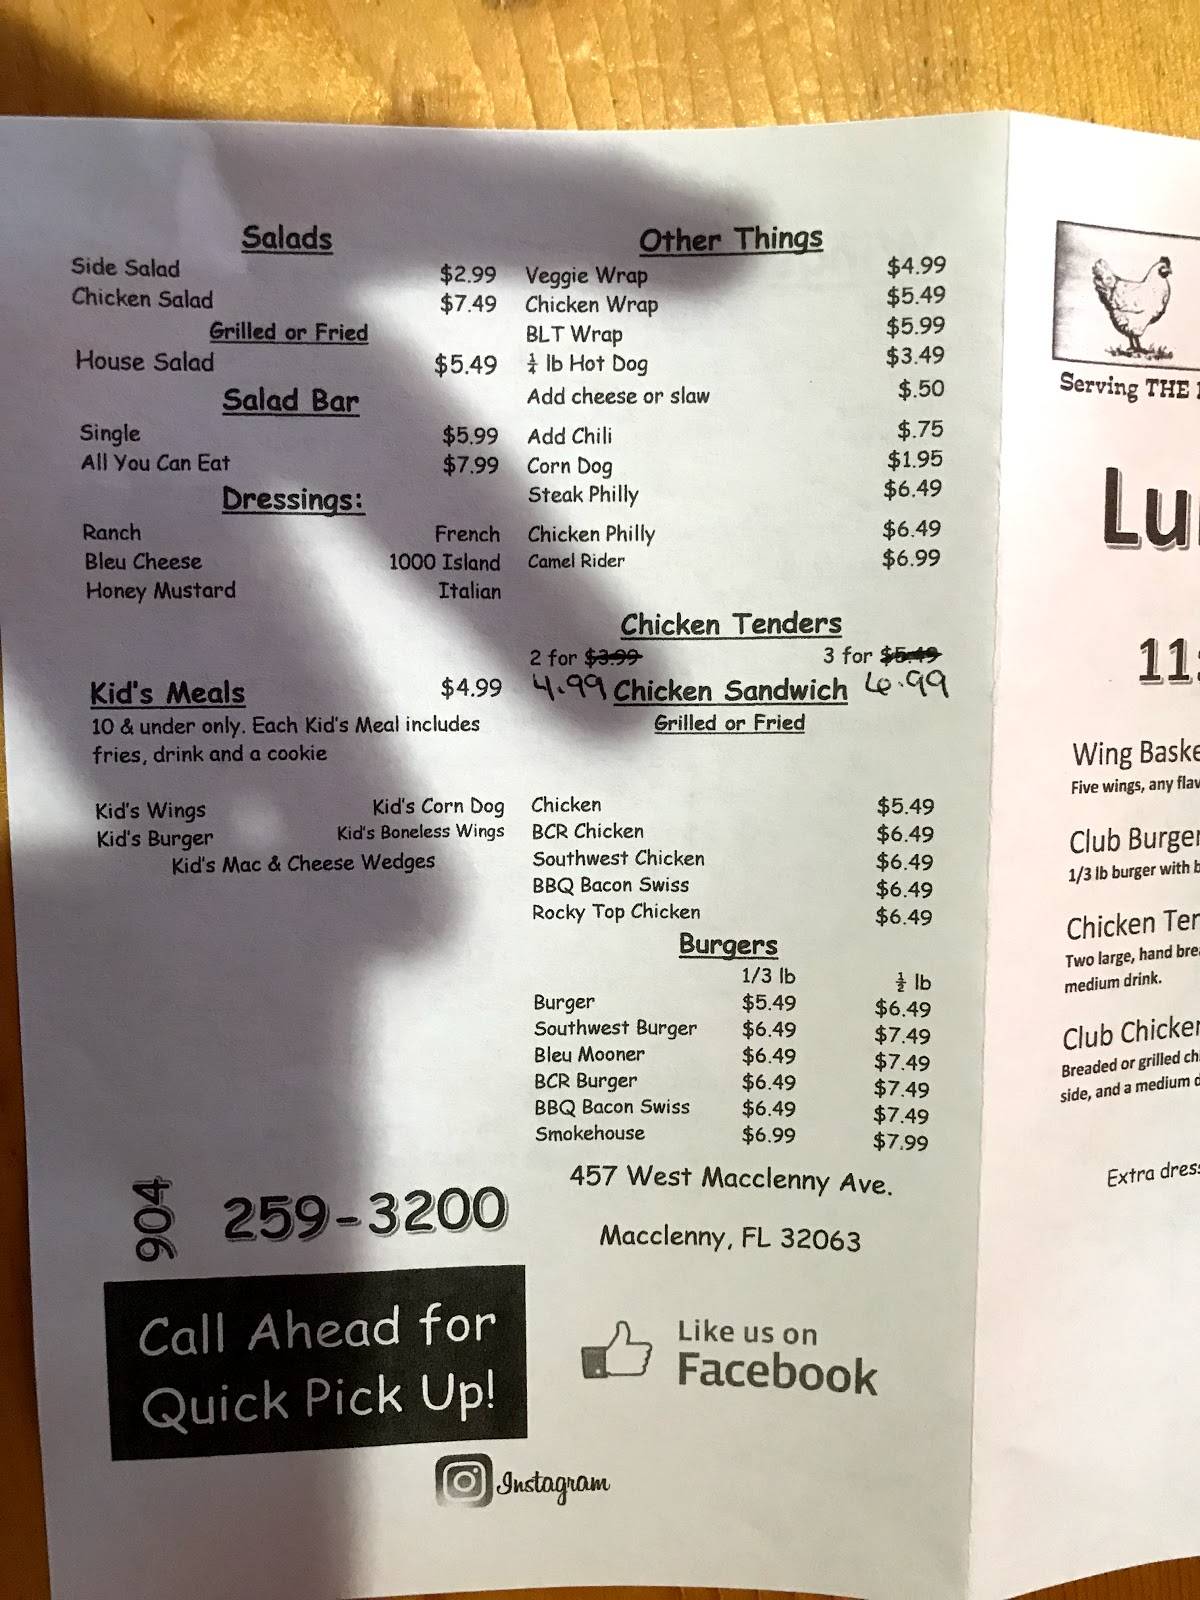 Salads
Side Salad $2.99
Chicken Salad $7.49
Grilled or Fried
House Salad $5.49
Salad Bar
Single $5.99
All You Can Eat $7.99
Dressings:
Ranch French
Bleu Cheese 1000 Island
Honey Mustard Italian
Kid's Meals $4.99
10 & under only. Each Kid's Meal includes
fries, drink and a cookie
Kid's Wings Kid's Corn Dog
Kid's Burger Kid's Boneless Wings
Kid's Mac & Cheese Wedges
904 259-3200
Call Ahead for
Quick Pick Up!
Other Things
Veggie Wrap $4.99
Chicken Wrap $5.49
BLT Wrap $5.99
¼ lb Hot Dog $3.49
Add cheese or slaw $.50
Add Chili $.75
Corn Dog $1.95
Steak Philly $6.49
Chicken Philly $6.49
Camel Rider $6.99
Chicken Tenders
2 for $3.99 3 for $5.49
4.99 6.99
Chicken Sandwich
Grilled or Fried
Chicken $5.49
BCR Chicken $6.49
Southwest Chicken $6.49
BBQ Bacon Swiss $6.49
Rocky Top Chicken $6.49
Burgers
1/3 lb ½ lb
Burger $5.49 $6.49
Southwest Burger $6.49 $7.49
Bleu Mooner $6.49 $7.49
BCR Burger $6.49 $7.49
BBQ Bacon Swiss $6.49 $7.49
Smokehouse $6.99 $7.99
457 West Macclenny Ave.
Macclenny, FL 32063
Like us on
Facebook
Instagram
Serving THE
Lu
11:
Wing Baske
Five wings, any flav
Club Burger
1/3 lb burger with b
Chicken Ten
Two large, hand brea
medium drink.
Club Chicken
Breaded or grilled ch
side, and a medium d
Extra dress